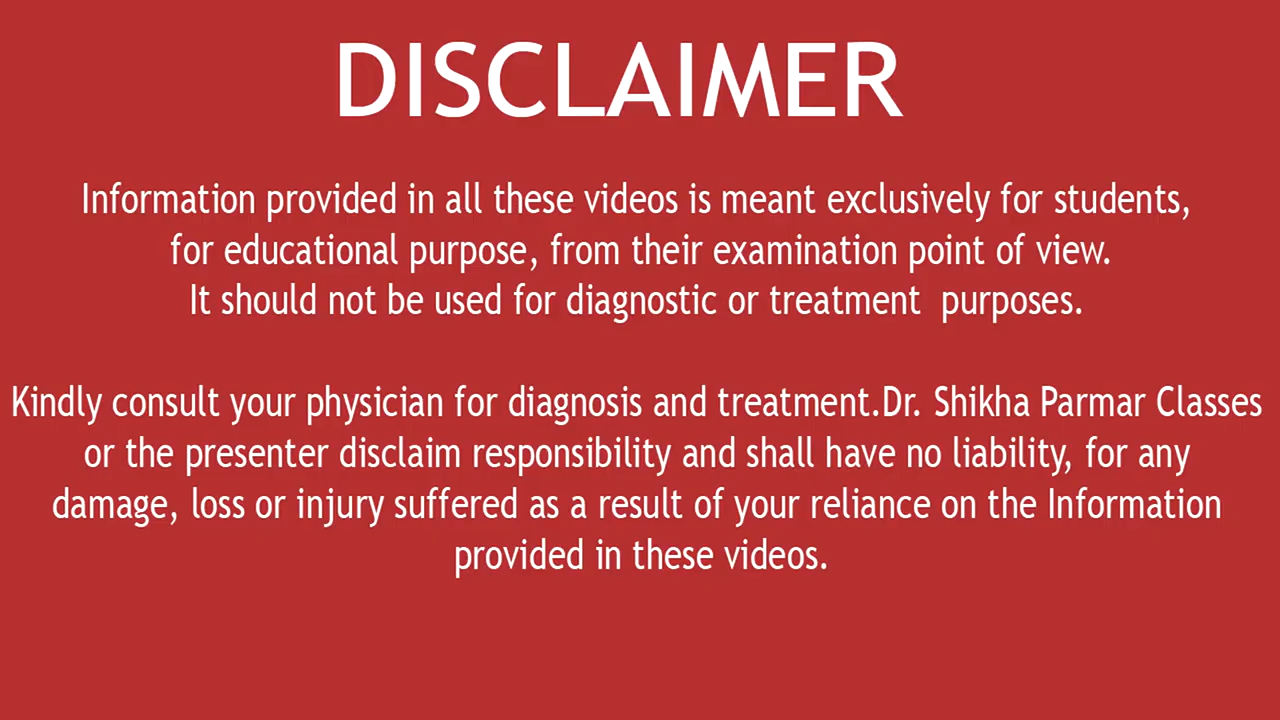 DISCLAIMER
Information provided in all these videos is meant exclusively for students,
for educational purpose, from their examination point of view.
It should not be used for diagnostic or treatment  purposes.
Kindly consult your physician for diagnosis and treatment.Dr. Shikha Parmar Classes
or the presenter disclaim responsibility and shall have no liability, for any
damage, loss or injury suffered as a result of your reliance on the Information
provided in these videos.